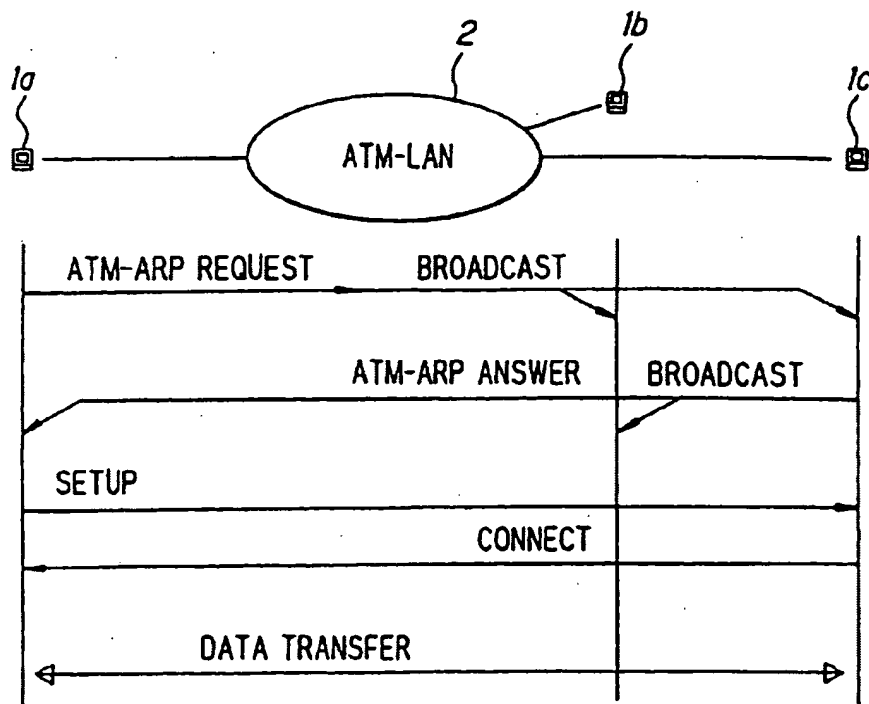 1a
2
1b
1c
ATM-LAN
ATM-ARP REQUEST BROADCAST
ATM-ARP ANSWER BROADCAST
SETUP
CONNECT
DATA TRANSFER